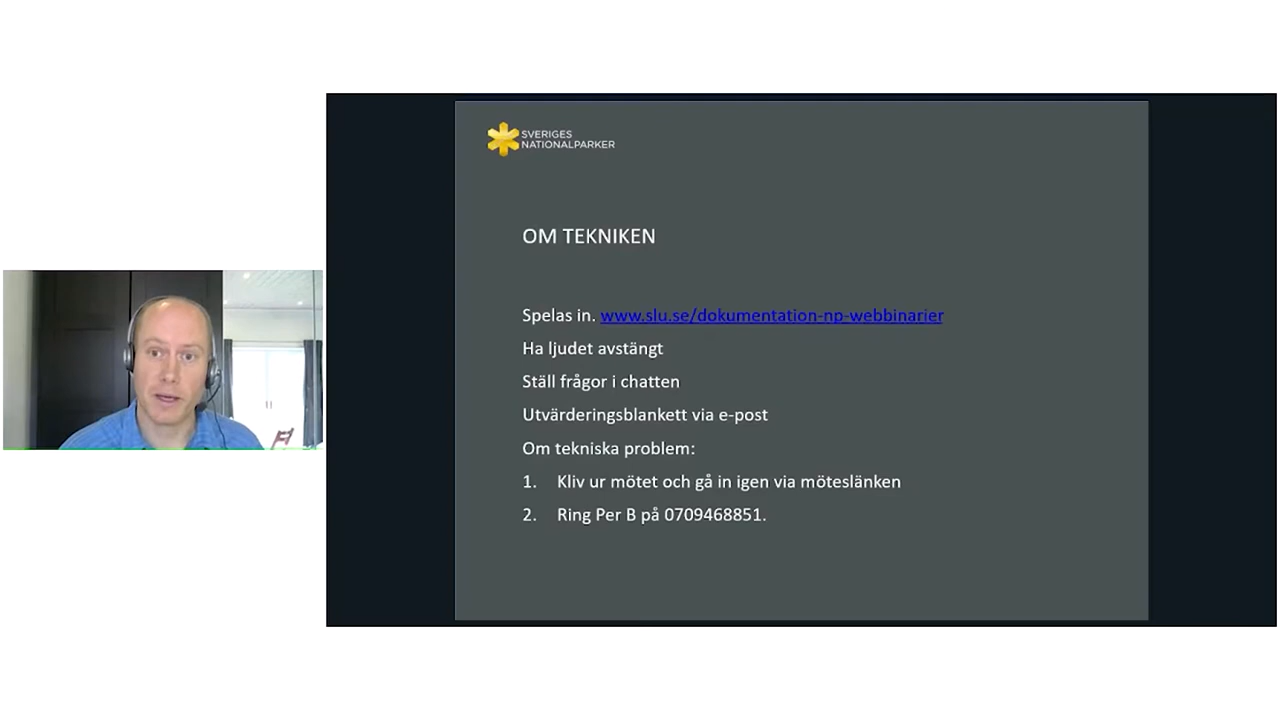 SVERIGES
NATIONALPARKER
OM TEKNIKEN
Spelas in. www.slu.se/dokumentation-np-webbinarier
Ha ljudet avstängt
Ställ frågor i chatten
Utvärderingsblankett via e-post
Om tekniska problem:
1. Kliv ur mötet och gå in igen via möteslänken
2. Ring Per B på 0709468851.